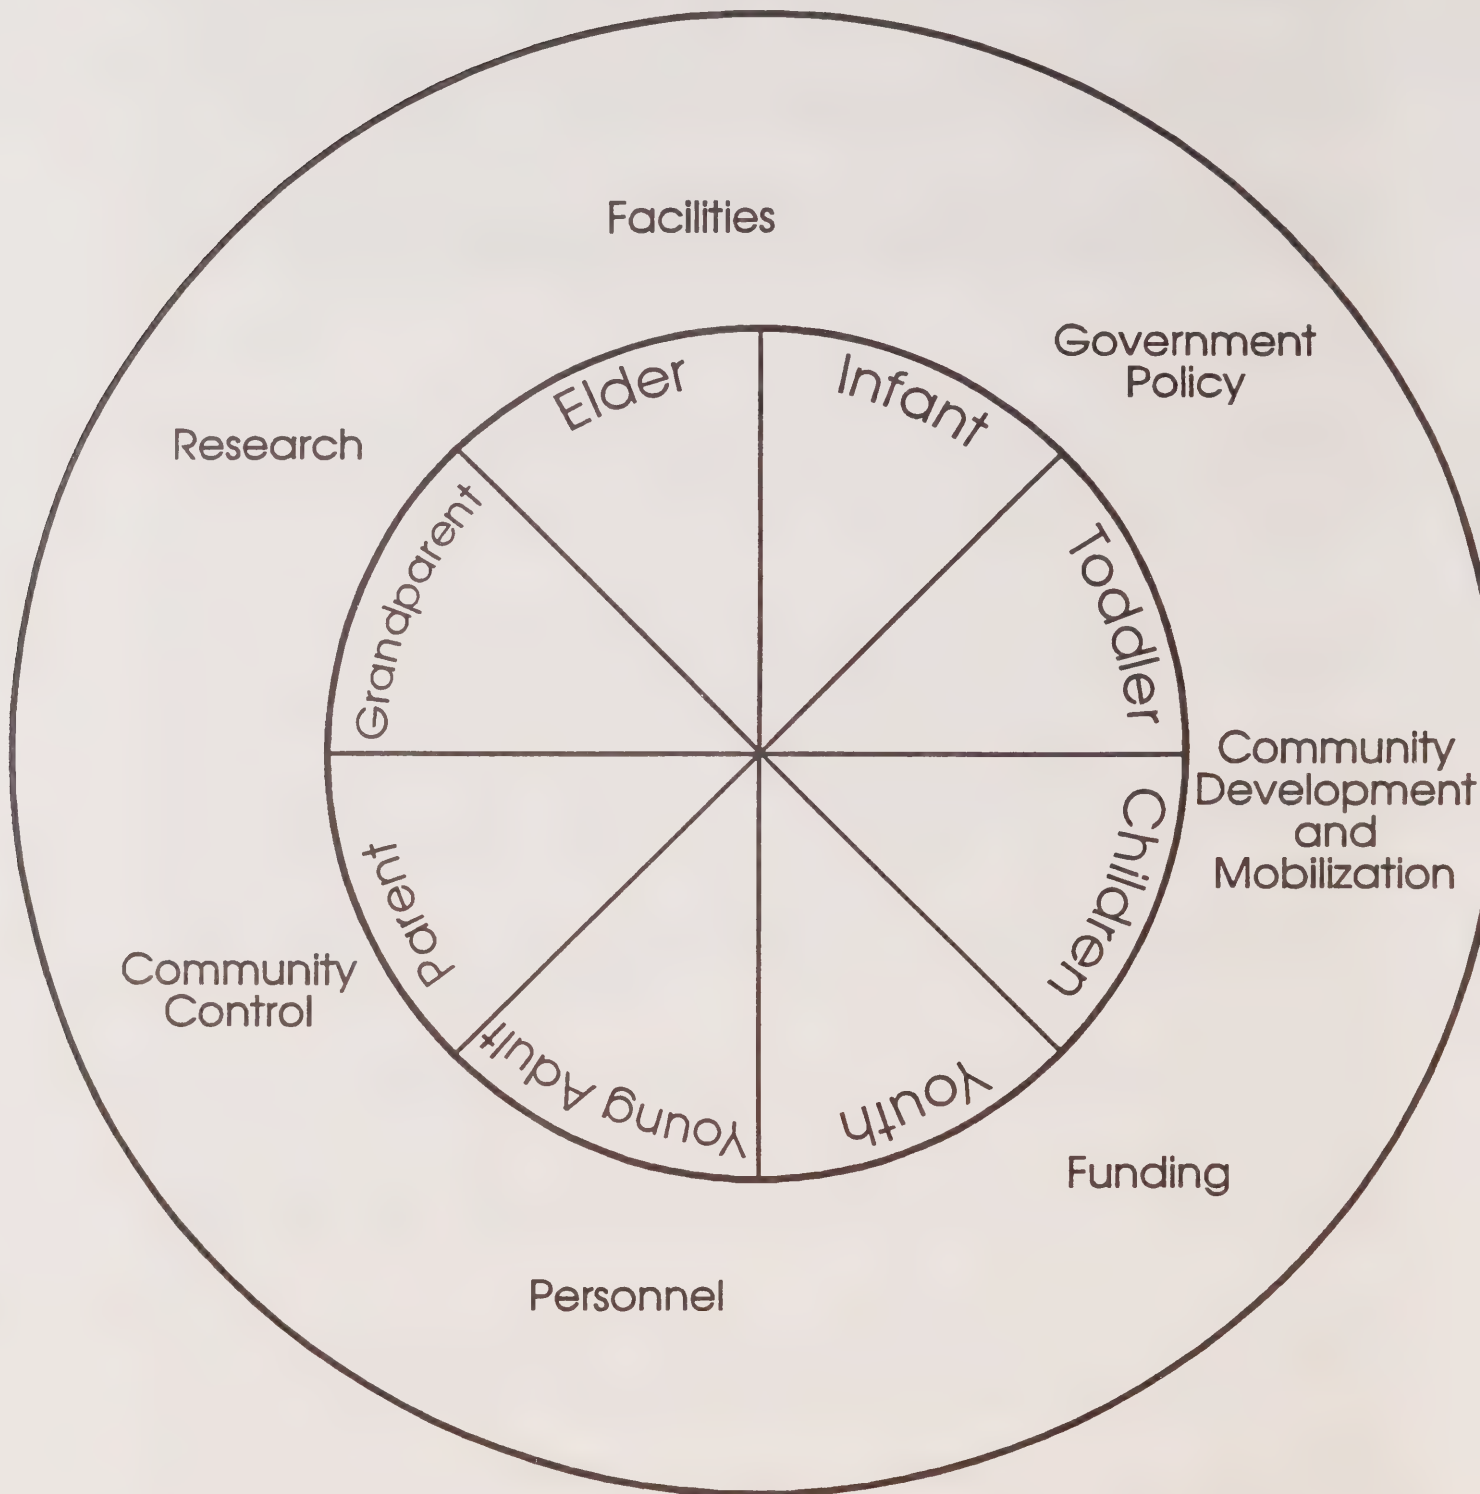 Facilities
Government
Policy
Research
Elder
Infant
Grandparent
Toddler
Community
Development
and
Mobilization
Children
Parent
Community
Control
Young Adult
Youth
Funding
Personnel